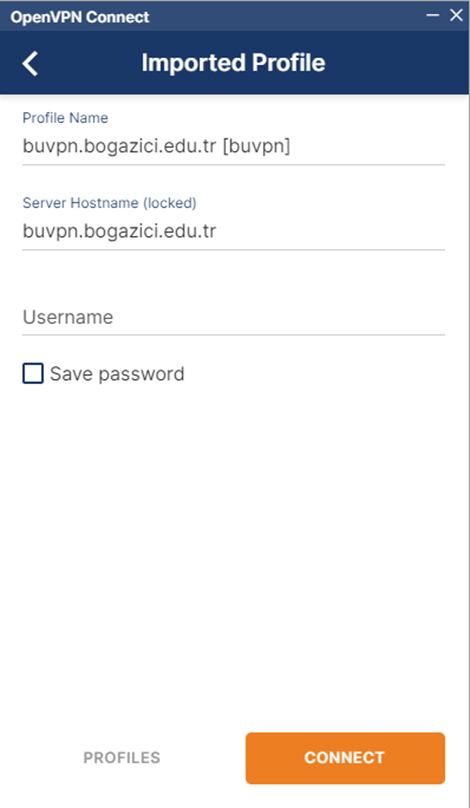 OpenVPN Connect
Imported Profile
Profile Name
buvpn.bogazici.edu.tr [buvpn]
Server Hostname (locked)
buvpn.bogazici.edu.tr
Username
Save password
PROFILES
CONNECT